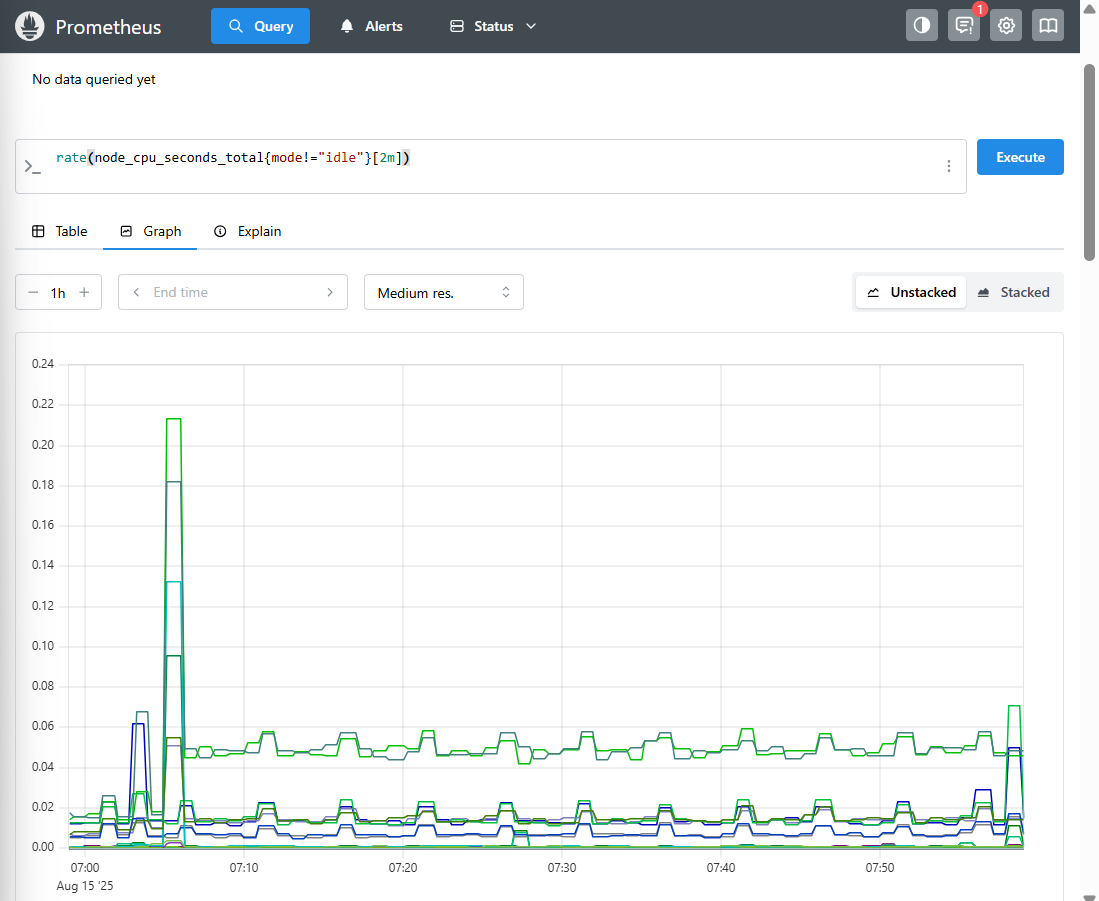 Prometheus Query Alerts Status 1
No data queried yet
rate(node_cpu_seconds_total{mode!="idle"}[2m]) Execute
Table Graph Explain
1h End time Medium res. Unstacked Stacked
0.24
0.22
0.20
0.18
0.16
0.14
0.12
0.10
0.08
0.06
0.04
0.02
0.00
07:00 07:10 07:20 07:30 07:40 07:50
Aug 15 '25